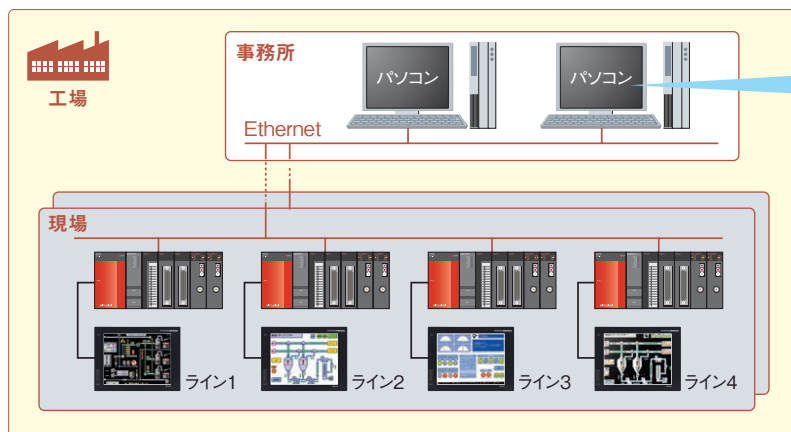 工場
事務所
パソコン
パソコン
Ethernet
現場
ライン1
ライン2
ライン3
ライン4